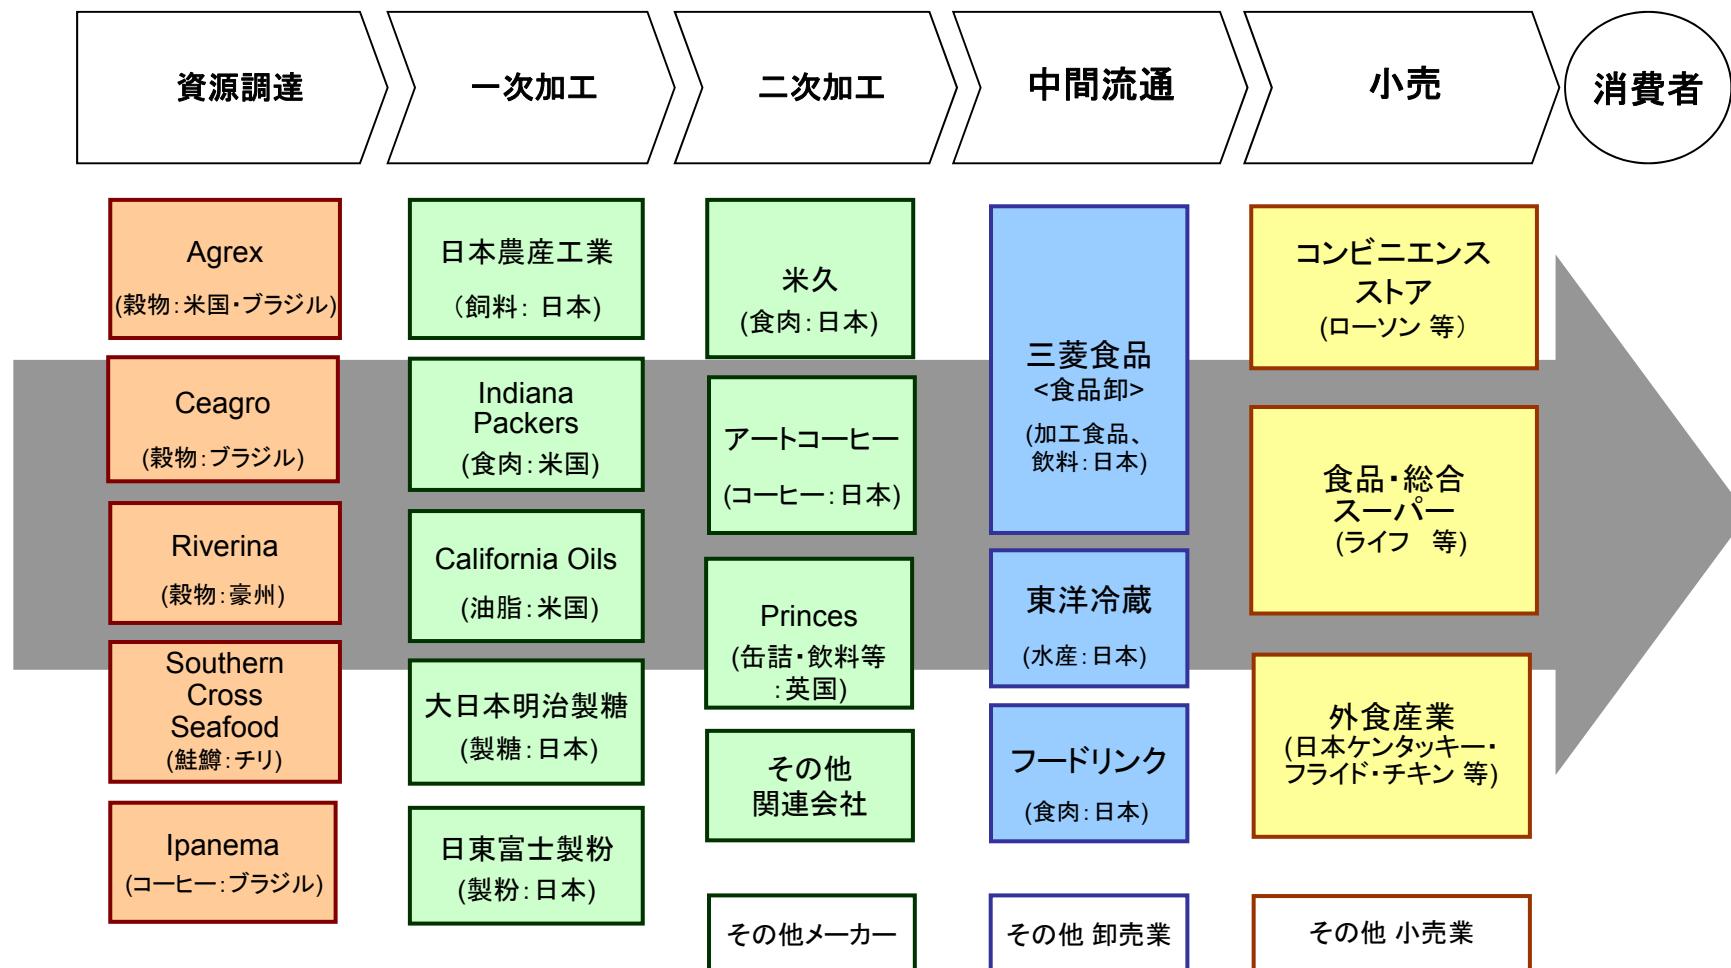 資源調達
一次加工
二次加工
中間流通
小売
消費者
Agrex
(穀物:米国・ブラジル)
Ceagro
(穀物:ブラジル)
Riverina
(穀物:豪州)
Southern
Cross
Seafood
(鮭鱒:チリ)
Ipanema
(コーヒー:ブラジル)
日本農産工業
(飼料: 日本)
Indiana
Packers
(食肉:米国)
California Oils
(油脂:米国)
大日本明治製糖
(製糖:日本)
日東富士製粉
(製粉:日本)
米久
(食肉:日本)
アートコーヒー
(コーヒー:日本)
Princes
(缶詰・飲料等
:英国)
その他
関連会社
その他メーカー
三菱食品
<食品卸>
(加工食品、
飲料:日本)
東洋冷蔵
(水産:日本)
フードリンク
(食肉:日本)
その他 卸売業
コンビニエンス
ストア
(ローソン 等)
食品・総合
スーパー
(ライフ 等)
外食産業
(日本ケンタッキー・
フライド・チキン 等)
その他 小売業